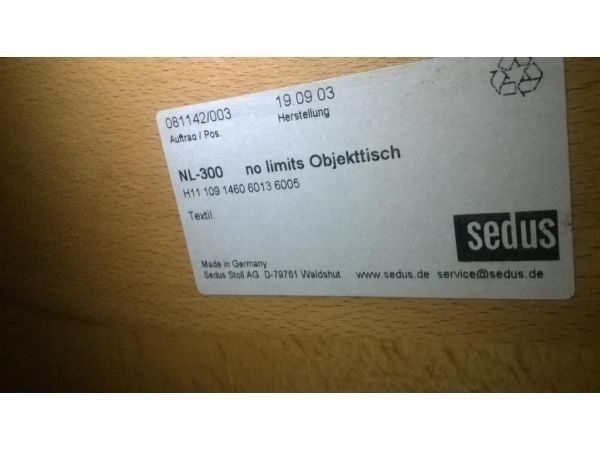 081142/003 19.09.03
Auftrag / Pos. Herstellung
NL-300 no limits Objekttisch
H11 109 1460 6013 6005
Textil
sedus
Made in Germany
Sedus Stoll AG D-79761 Waldshut www.sedus.de service@sedus.de